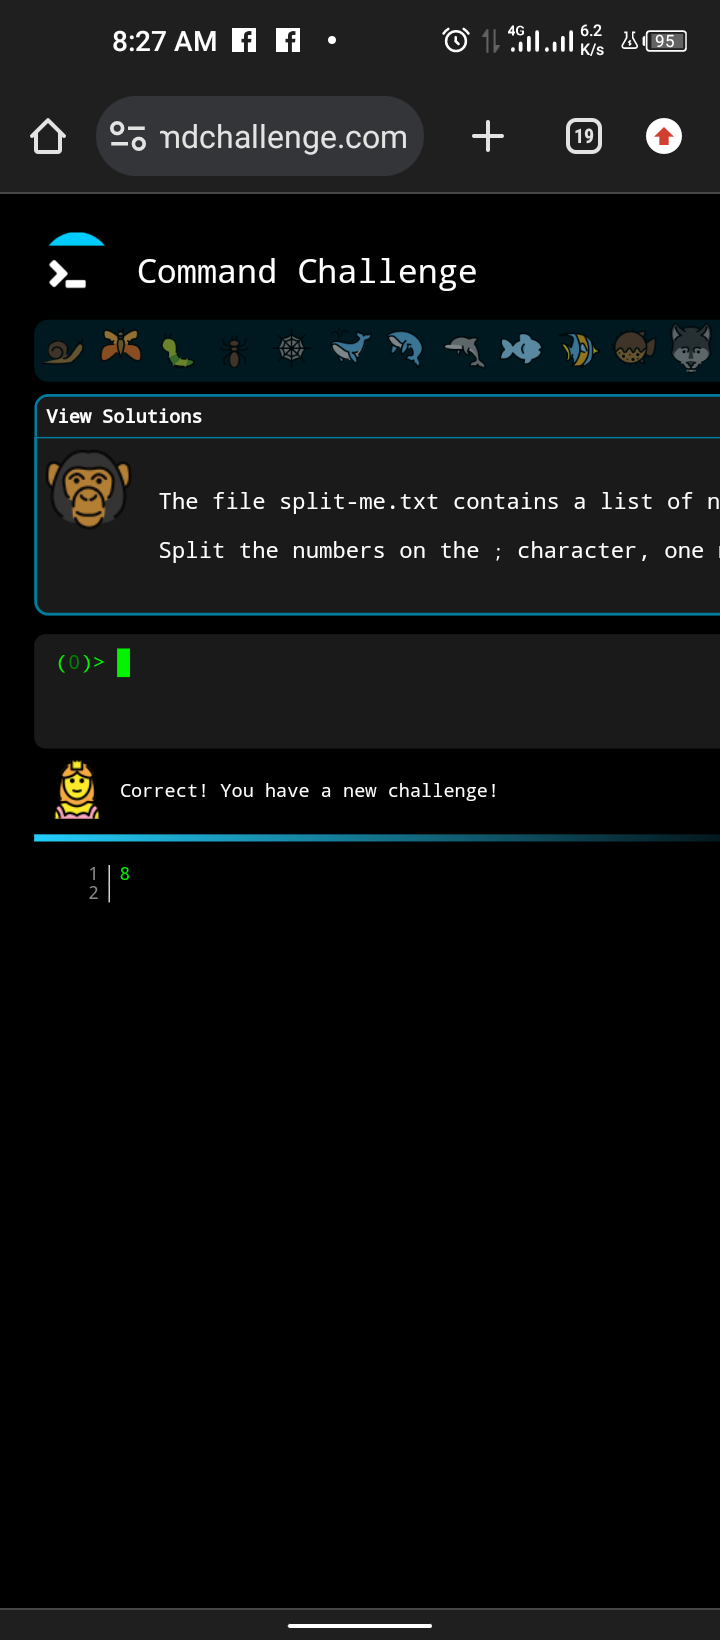 8:27 AM
4G
6.2
K/s
95
mdchallenge.com
19
Command Challenge
View Solutions
The file split-me.txt contains a list of
Split the numbers on the ; character, one
(0)>
Correct! You have a new challenge!
1 8
2